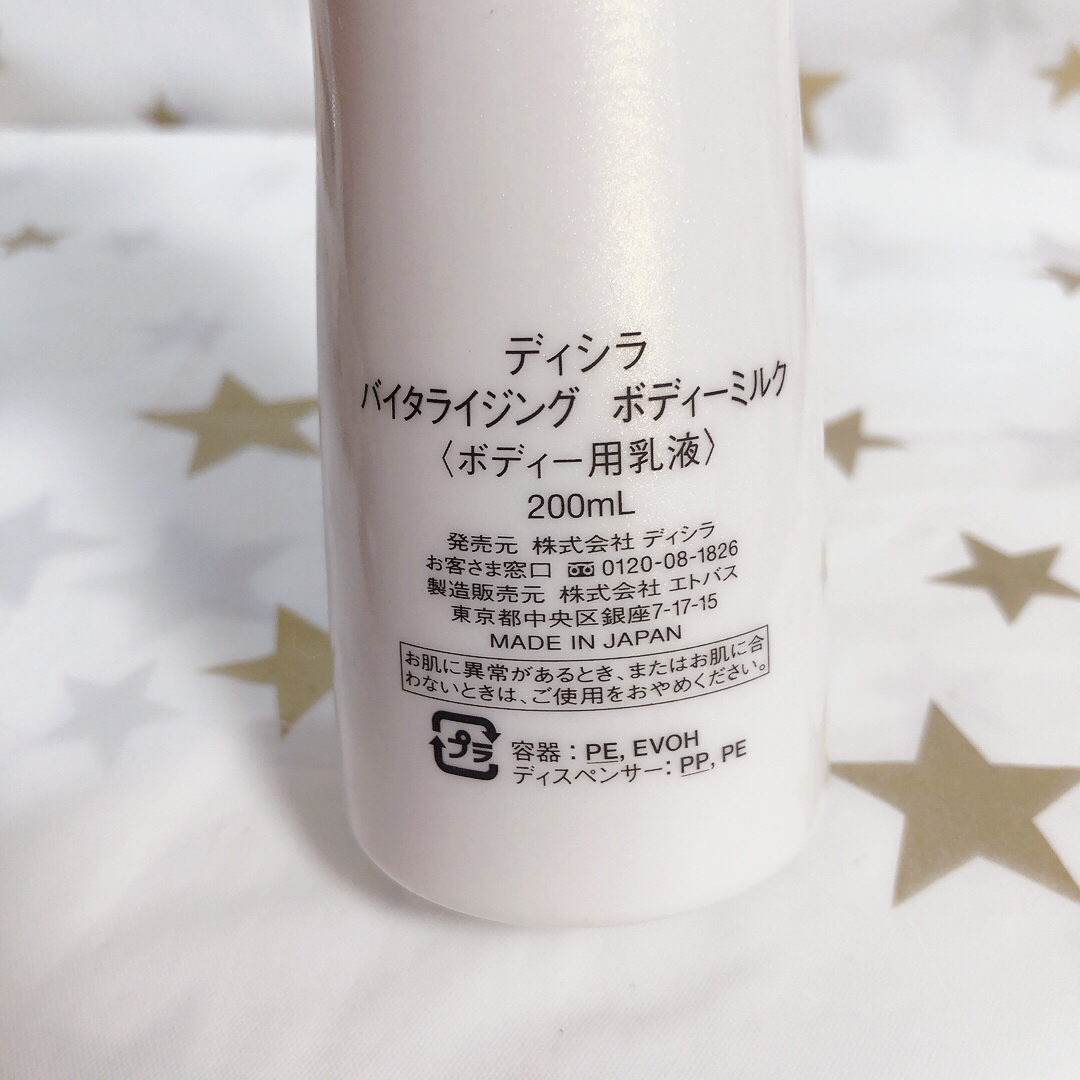 ディシラ
バイタライジング ボディーミルク
〈ボディー用乳液〉
200mL
発売元 株式会社 ディシラ
お客さま窓口 0120-08-1826
製造販売元 株式会社 エトバス
東京都中央区銀座7-17-15
MADE IN JAPAN
お肌に異常があるとき、またはお肌に合
わないときは、ご使用をおやめください。
プラ 容器：PE, EVOH
ディスペンサー：PP, PE